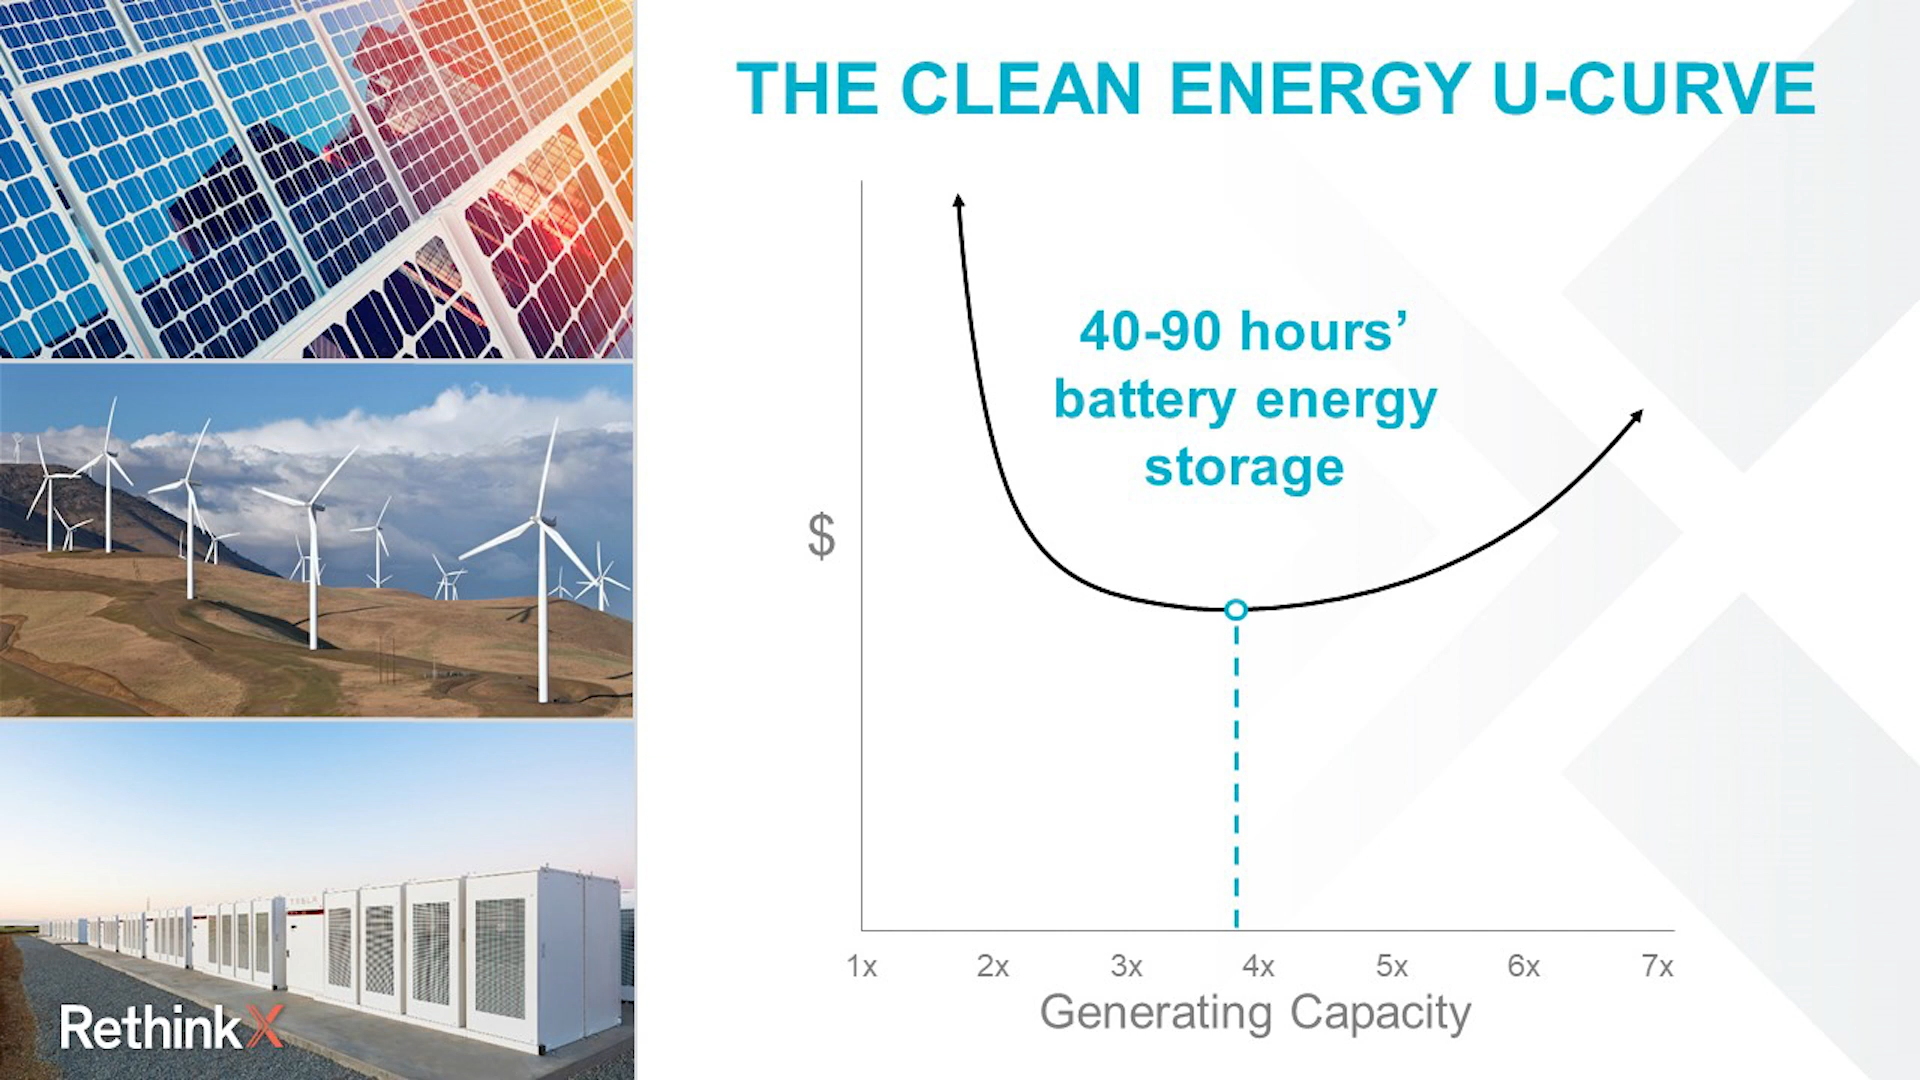 THE CLEAN ENERGY U-CURVE
40-90 hours’
battery energy
storage
$
1x 2x 3x 4x 5x 6x 7x
Generating Capacity
TESLA
RethinkX